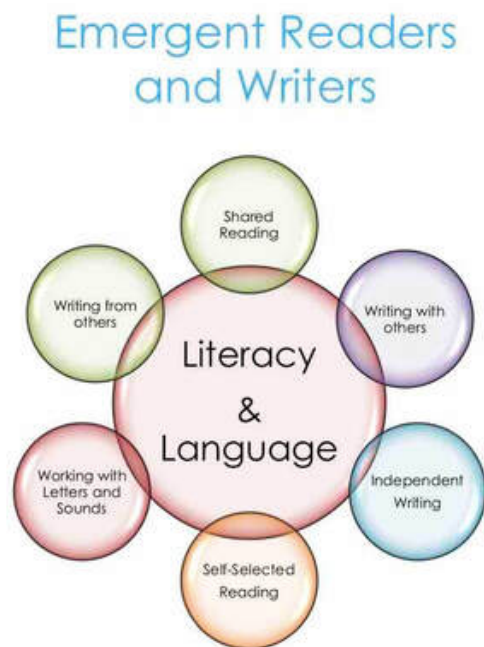 Emergent Readers
and Writers
Shared
Reading
Writing from
others
Writing with
others
Literacy
&
Language
Working with
Letters and
Sounds
Independent
Writing
Self-Selected
Reading